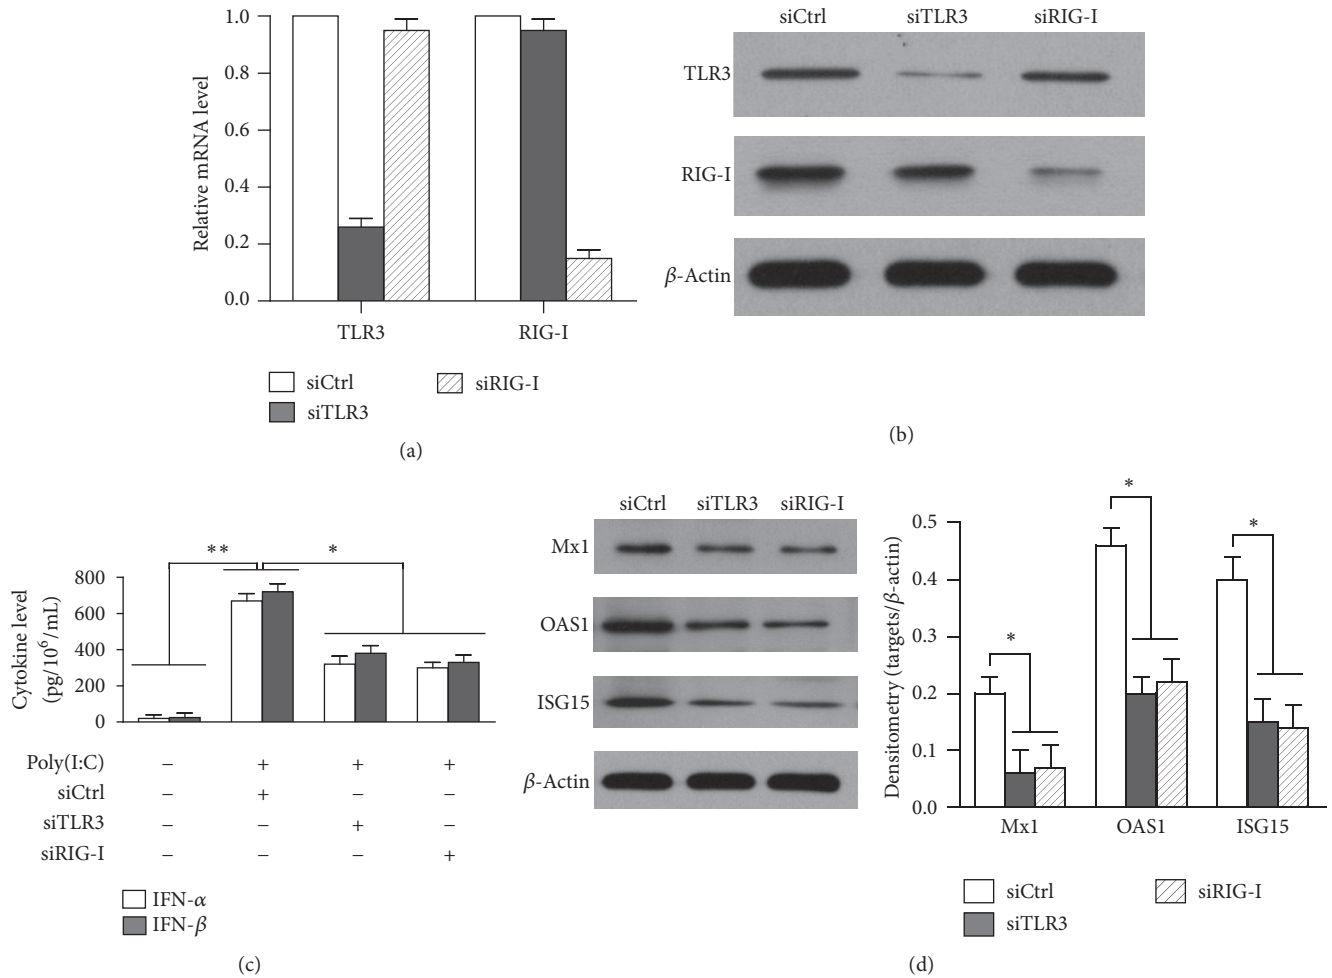 Relative mRNA level
1.0
0.8
0.6
0.4
0.2
0.0
TLR3 RIG-I
siCtrl siRIG-I
siTLR3
(a)
siCtrl siTLR3 siRIG-I
TLR3
RIG-I
β-Actin
(b)
** *
Cytokine level
(pg/10⁶/mL)
800
600
400
200
0
Poly(I:C) − + + +
siCtrl − + − −
siTLR3 − − + −
siRIG-I − − − +
IFN-α
IFN-β
(c)
siCtrl siTLR3 siRIG-I
Mx1
OAS1
ISG15
β-Actin
Densitometry (targets/β-actin)
0.5
0.4
0.3
0.2
0.1
0.0
* * *
Mx1 OAS1 ISG15
siCtrl siRIG-I
siTLR3
(d)